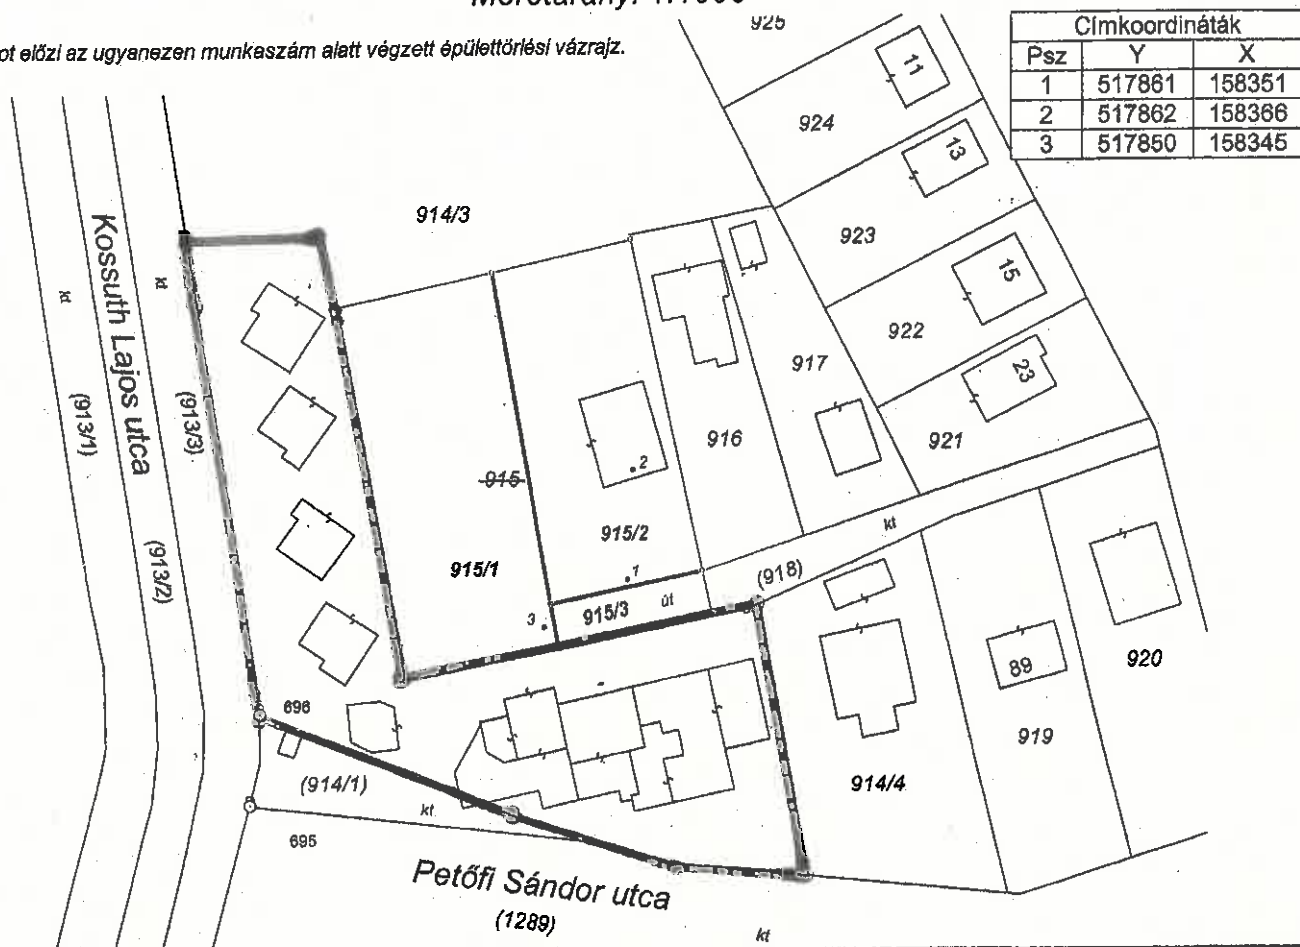 925
ot előzi az ugyanezen munkaszám alatt végzett épülettörlési vázrajz.
Címkoordináták
Psz Y X
1 517861 158351
2 517862 158366
3 517850 158345
11
924
13
914/3
923
15
Kossuth Lajos utca
kt
kt
922
917
23
(913/1)
(913/3)
916
921
2
915
915/2
kt
(913/2)
915/1
1
(918)
3
915/3
út
920
89
696
919
(914/1)
914/4
kt
695
Petőfi Sándor utca
(1289)
kt